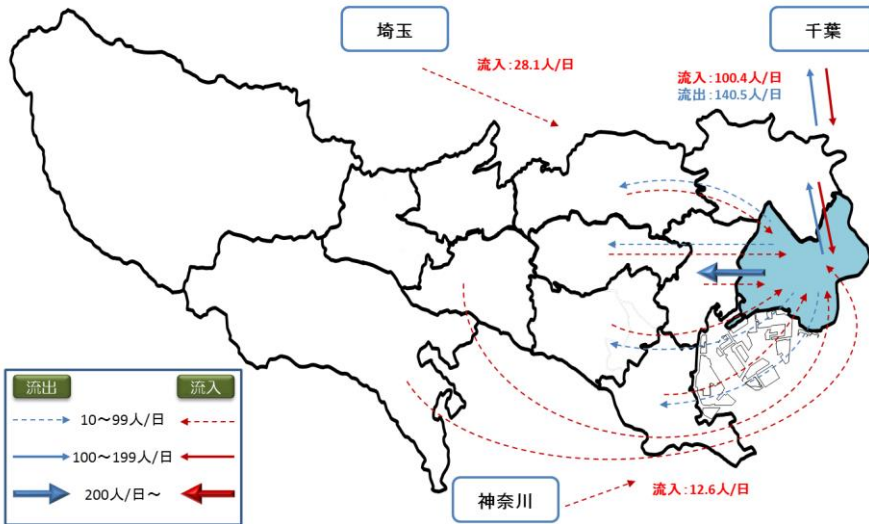 埼玉
千葉
流入：28.1人/日
流入：100.4人/日
流出：140.5人/日
流出
流入
10～99人/日
100～199人/日
200人/日～
神奈川
流入：12.6人/日